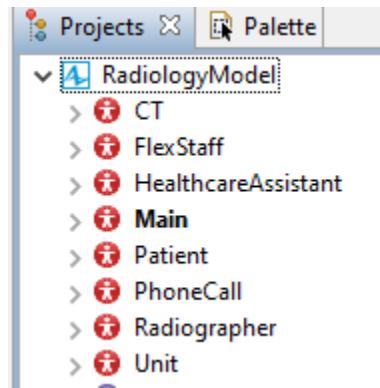 Projects Palette
RadiologyModel
CT
FlexStaff
HealthcareAssistant
Main
Patient
PhoneCall
Radiographer
Unit